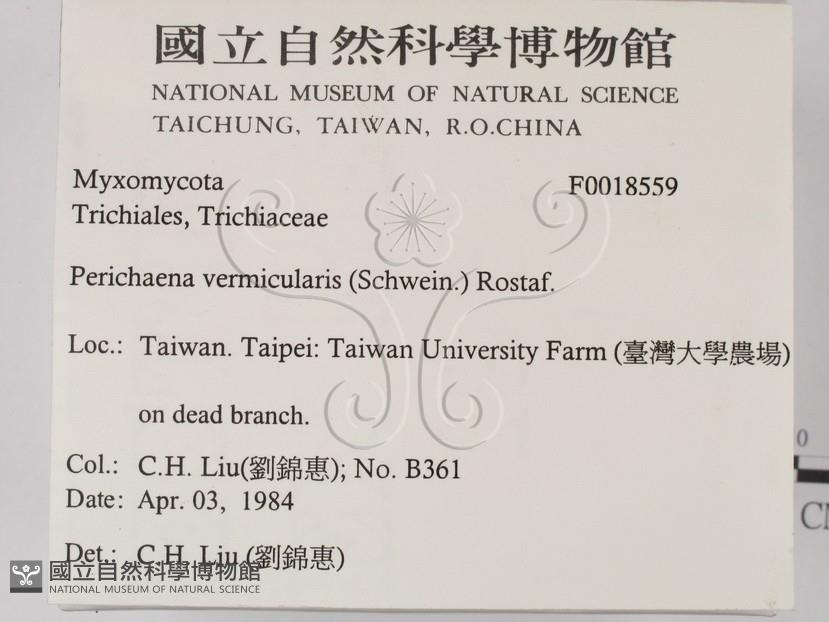 國立自然科學博物館
NATIONAL MUSEUM OF NATURAL SCIENCE
TAICHUNG, TAIWAN, R.O.CHINA
Myxomycota F0018559
Trichiales, Trichiaceae
Perichaena vermicularis (Schwein.) Rostaf.
Loc.: Taiwan. Taipei: Taiwan University Farm (臺灣大學農場)
on dead branch.
Col.: C.H. Liu(劉錦惠); No. B361
Date: Apr. 03, 1984
Det.: C.H. Liu (劉錦惠)
國立自然科學博物館
NATIONAL MUSEUM OF NATURAL SCIENCE
0